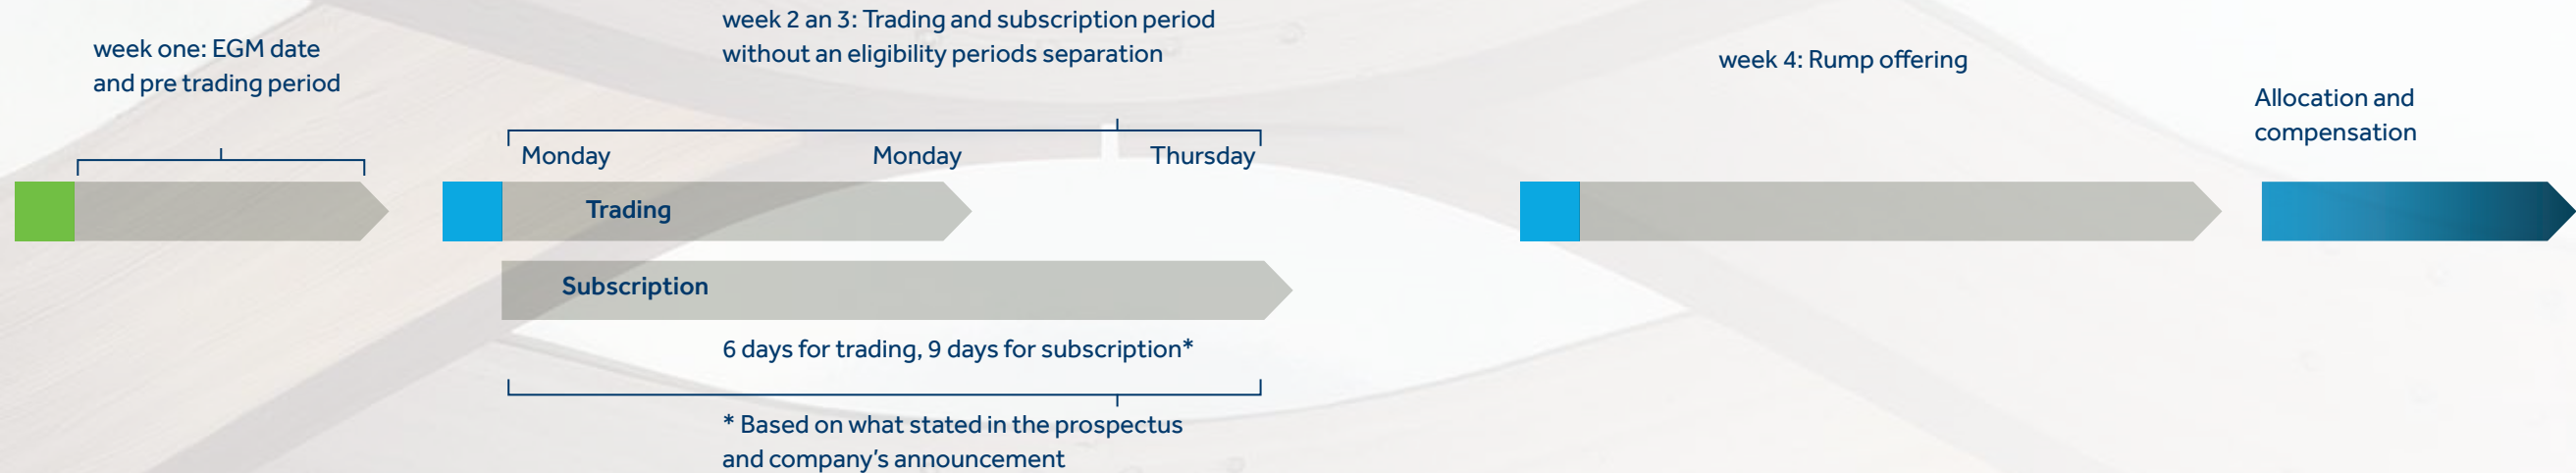 week one: EGM date
and pre trading period
week 2 an 3: Trading and subscription period
without an eligibility periods separation
Monday
Monday
Thursday
Trading
Subscription
6 days for trading, 9 days for subscription*
* Based on what stated in the prospectus
and company’s announcement
week 4: Rump offering
Allocation and
compensation